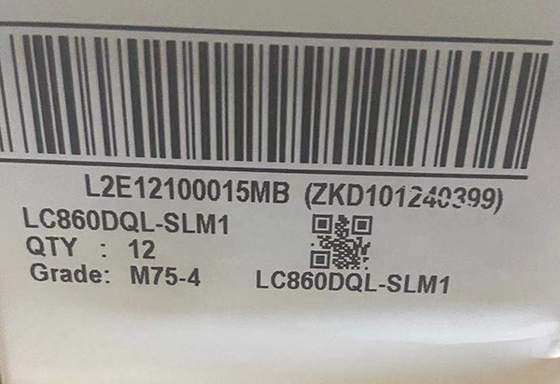 L2E12100015MB (ZKD101240399)
LC860DQL-SLM1
QTY : 12
Grade: M75-4
LC860DQL-SLM1